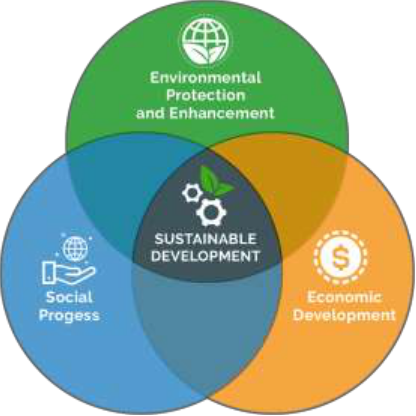 Environmental
Protection
and Enhancement
SUSTAINABLE
DEVELOPMENT
$
Social
Progess
Economic
Development